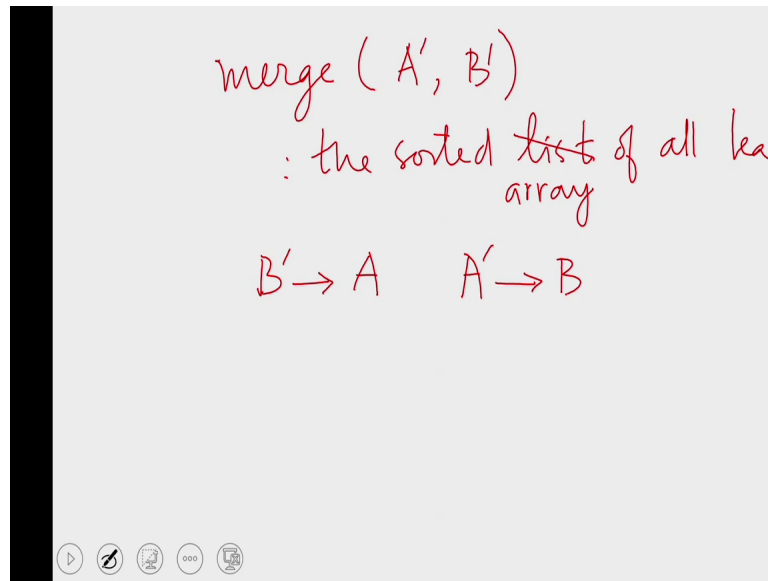 merge ( A', B')
: the sorted list of all lea
array
B' → A A' → B